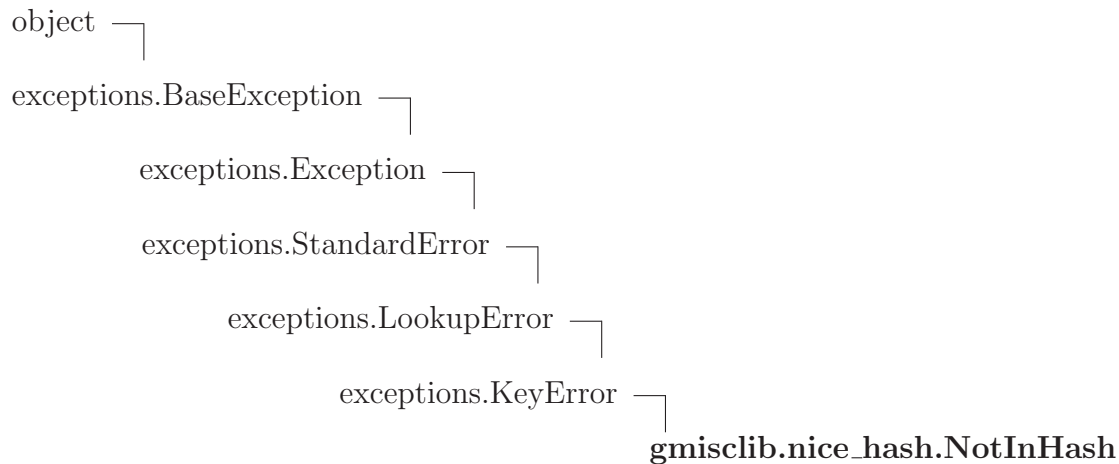 object
exceptions.BaseException
exceptions.Exception
exceptions.StandardError
exceptions.LookupError
exceptions.KeyError
gmisclib.nice_hash.NotInHash